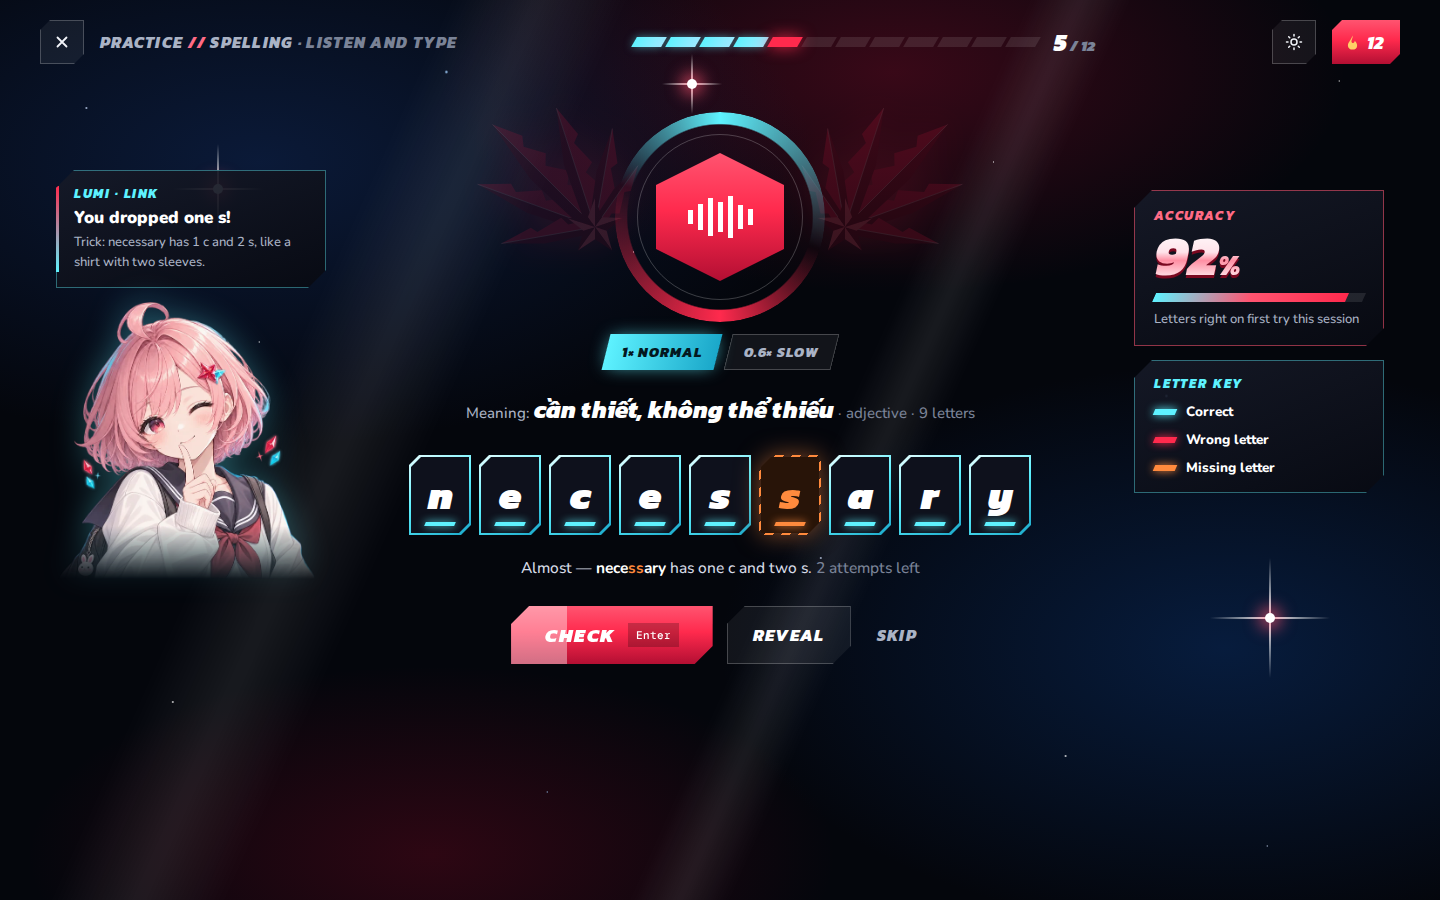 PRACTICE // SPELLING · LISTEN AND TYPE
5 / 12
12
LUMI · LINK
You dropped one s!
Trick: necessary has 1 c and 2 s, like a
shirt with two sleeves.
ACCURACY
92%
Letters right on first try this session
1× NORMAL
0.6× SLOW
LETTER KEY
Correct
Wrong letter
Missing letter
Meaning: cần thiết, không thể thiếu · adjective · 9 letters
n e c e s s a r y
Almost — necessary has one c and two s. 2 attempts left
CHECK Enter
REVEAL
SKIP